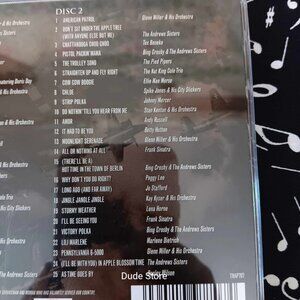 DISC 2
1 AMERICAN PATROL Glenn Miller & His Orchestra
2 DON'T SIT UNDER THE APPLE TREE
(WITH ANYONE ELSE BUT ME) The Andrews Sisters
3 CHATTANOOGA CHOO CHOO Tex Beneke
4 PISTOL PACKIN' MAMA Bing Crosby & The Andrews Sisters
5 THE TROLLEY SONG The Pied Pipers
6 STRAIGHTEN UP AND FLY RIGHT The Nat King Cole Trio
7 COW COW BOOGIE Ella Mae Morse
8 CHLOE Spike Jones & His City Slickers
9 STRIP POLKA Johnny Mercer
10 DO NOTHIN' TILL YOU HEAR FROM ME Stan Kenton & His Orchestra
11 AMOR Andy Russell
12 IT HAD TO BE YOU Betty Hutton
13 MOONLIGHT SERENADE Glenn Miller & His Orchestra
14 ALL OR NOTHING AT ALL Frank Sinatra
15 (THERE'LL BE A)
HOT TIME IN THE TOWN OF BERLIN Bing Crosby & The Andrews Sisters
16 WHY DON'T YOU DO RIGHT? Peggy Lee
17 LONG AGO (AND FAR AWAY) Jo Stafford
18 JINGLE JANGLE JINGLE Kay Kyser & His Orchestra
19 STORMY WEATHER Lena Horne
20 I'LL BE SEEING YOU Frank Sinatra
21 VICTORY POLKA Bing Crosby & The Andrews Sisters
22 LILI MARLENE Marlene Dietrich
23 PENNSYLVANIA 6-5000 Glenn Miller & His Orchestra
24 (I'LL BE WITH YOU) IN APPLE BLOSSOM TIME The Andrews Sisters
25 AS TIME GOES BY Wilson
Dude Store